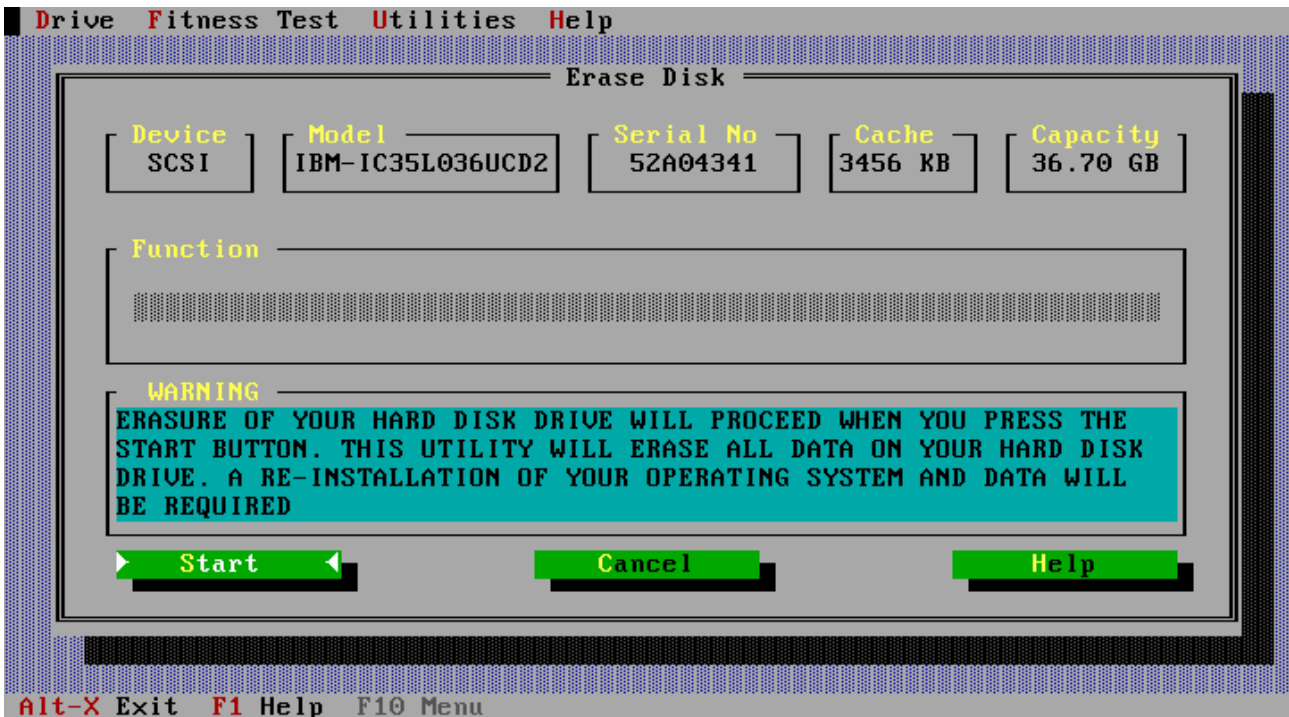 Drive Fitness Test Utilities Help
Erase Disk
Device Model Serial No Cache Capacity
SCSI IBM-IC35L036UCD2 52A04341 3456 KB 36.70 GB
Function
WARNING
ERASURE OF YOUR HARD DISK DRIVE WILL PROCEED WHEN YOU PRESS THE
START BUTTON. THIS UTILITY WILL ERASE ALL DATA ON YOUR HARD DISK
DRIVE. A RE-INSTALLATION OF YOUR OPERATING SYSTEM AND DATA WILL
BE REQUIRED
Start Cancel Help
Alt-X Exit F1 Help F10 Menu